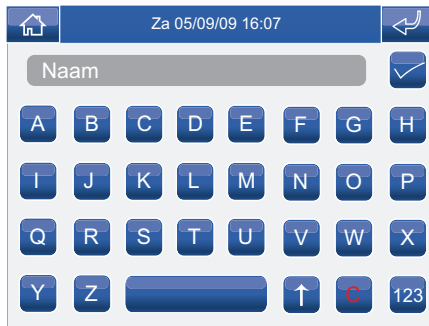 Za 05/09/09 16:07
Naam
A B C D E F G H
I J K L M N O P
Q R S T U V W X
Y Z ↑ C 123